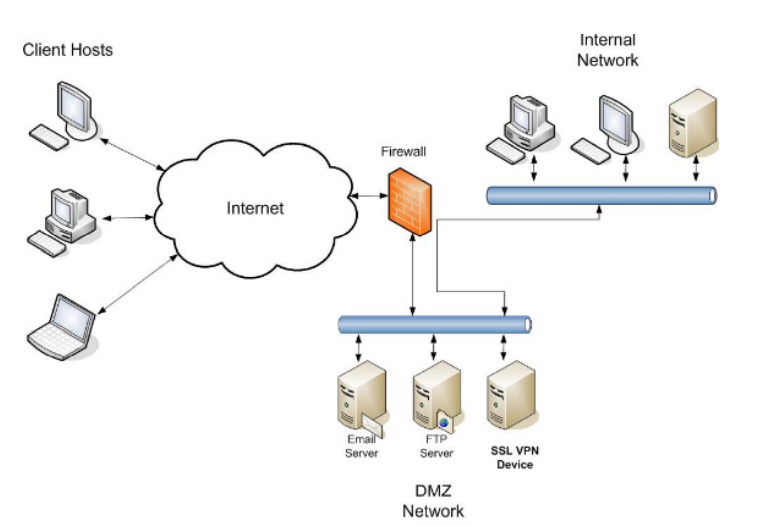 Client Hosts
Internal
Network
Firewall
Internet
Email
Server
FTP
Server
SSL VPN
Device
DMZ
Network